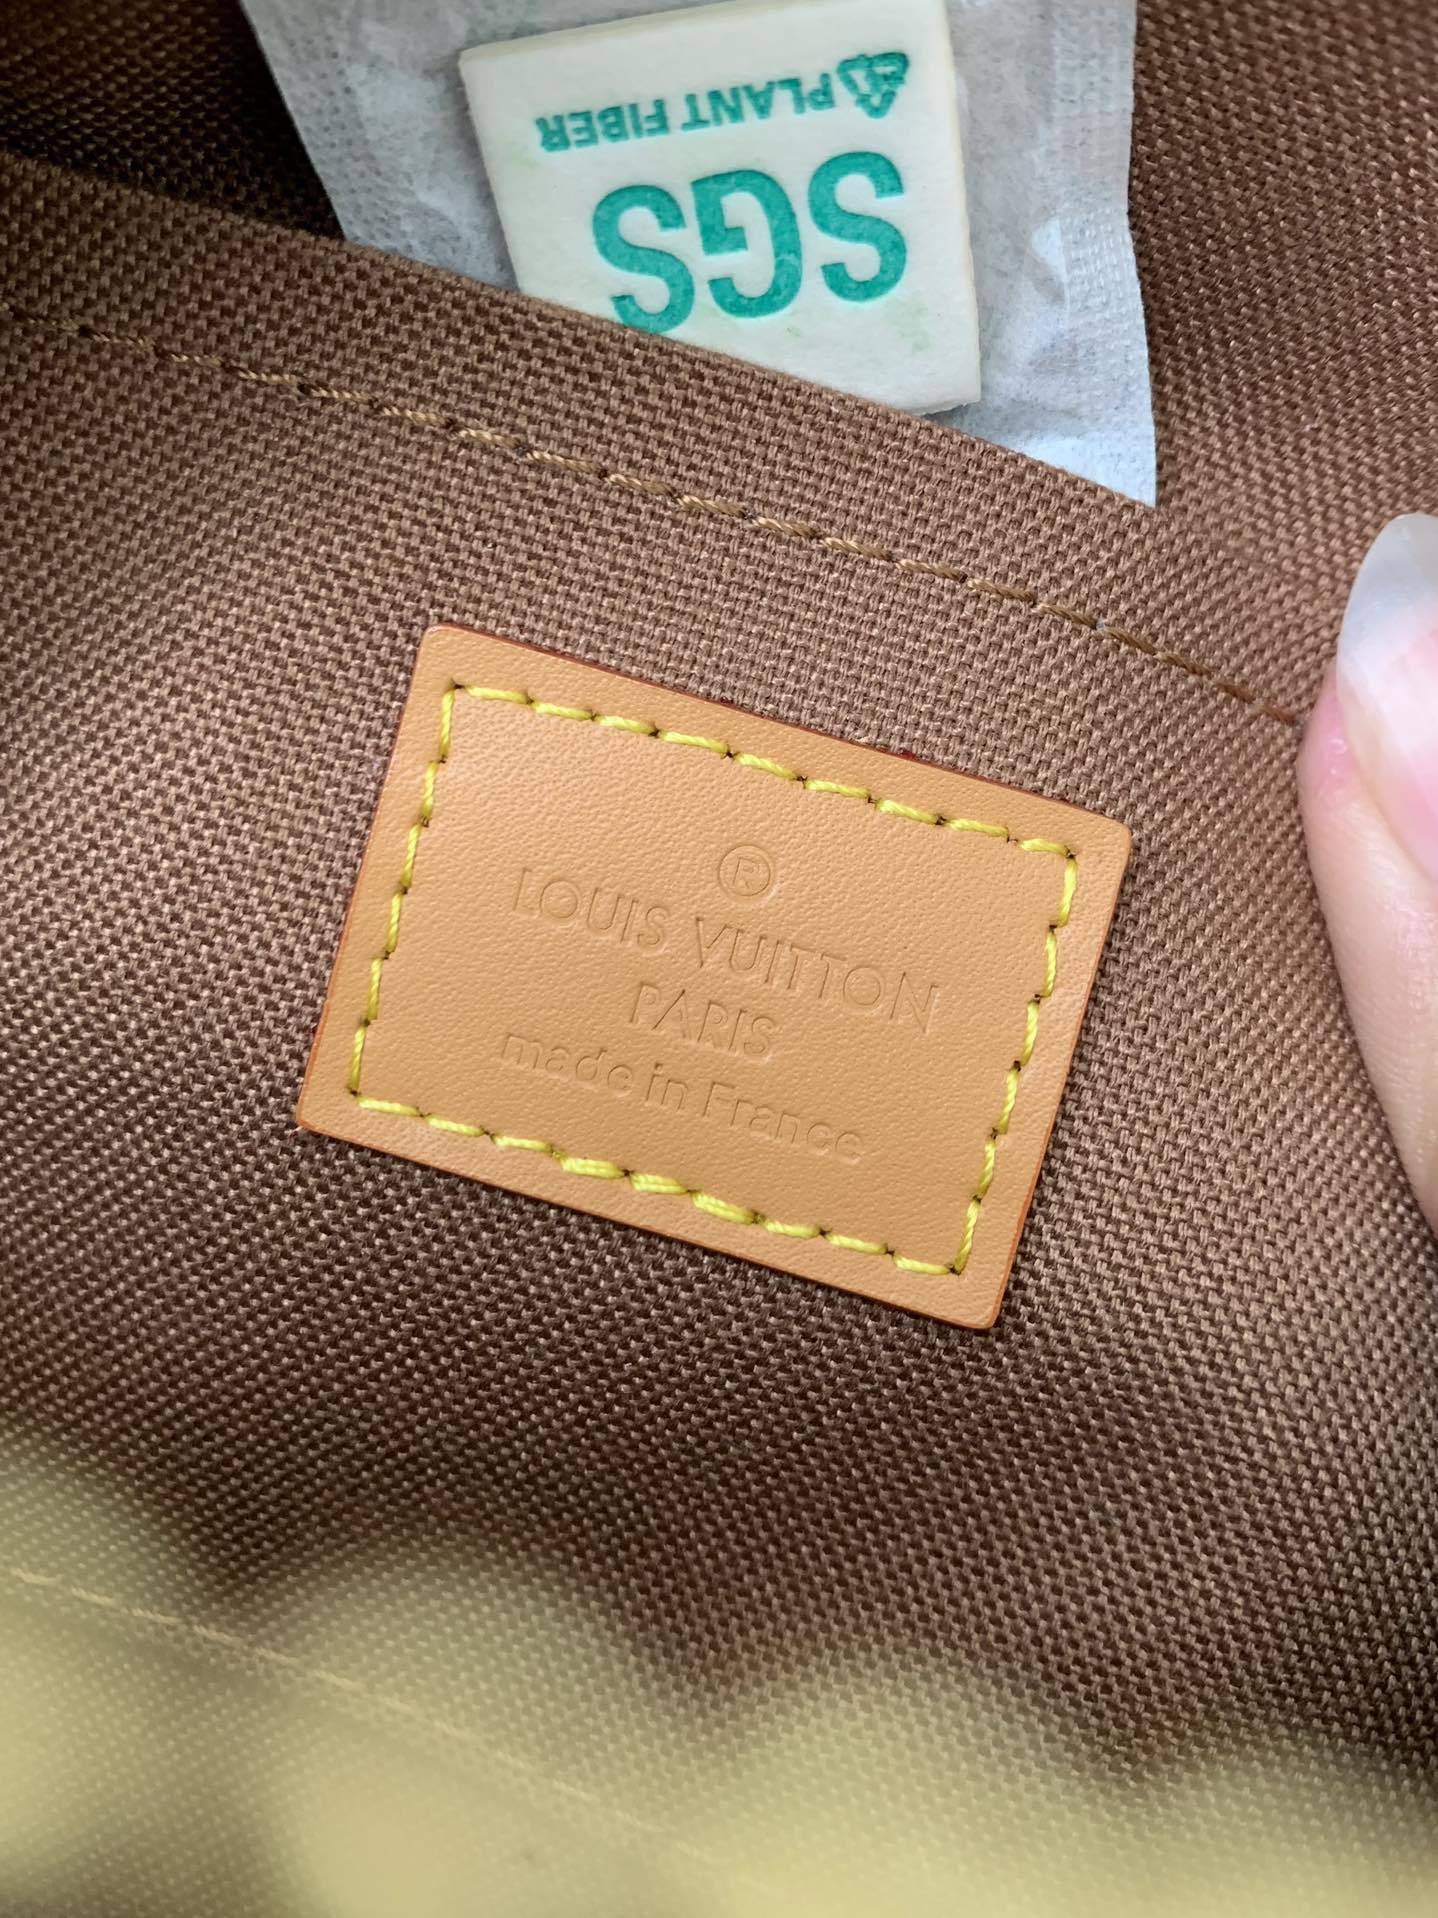 SGS
PLANT FIBER
®
LOUIS VUITTON
PARIS
made in France